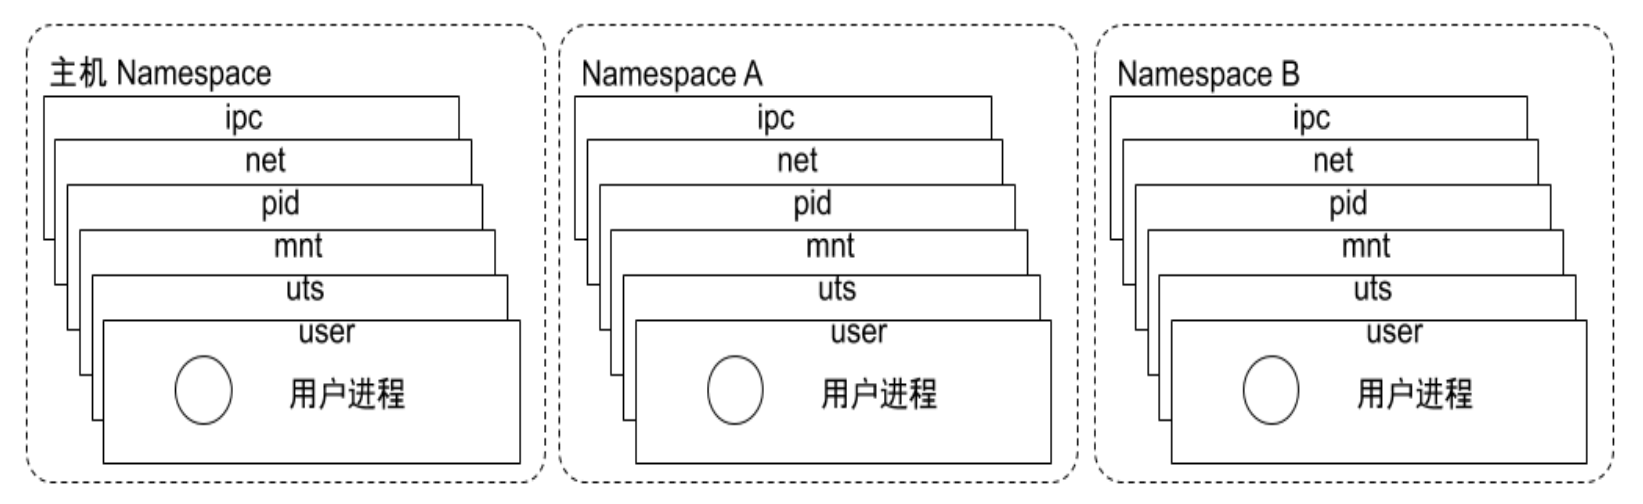 主机 Namespace
ipc
net
pid
mnt
uts
user
用户进程
Namespace A
ipc
net
pid
mnt
uts
user
用户进程
Namespace B
ipc
net
pid
mnt
uts
user
用户进程